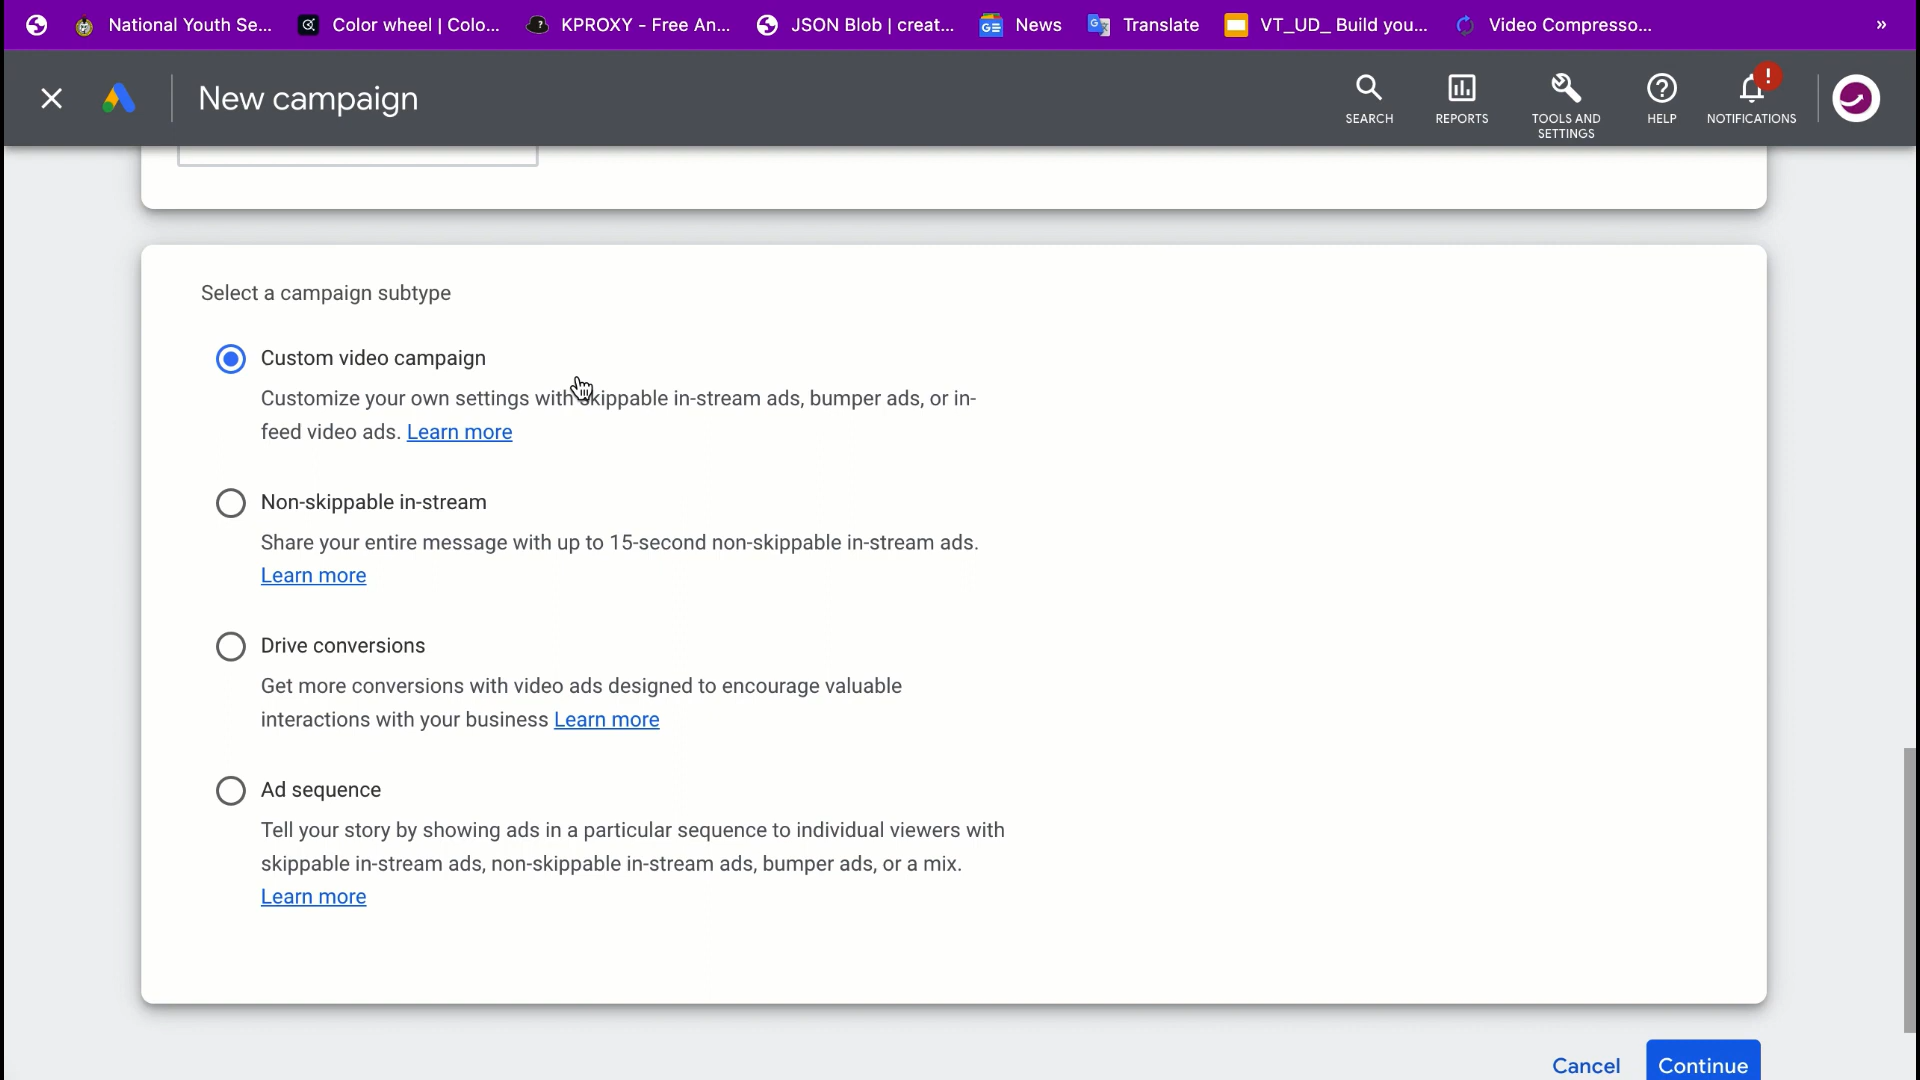 National Youth Se...
Color wheel | Colo...
KPROXY - Free An...
JSON Blob | creat...
News
Translate
VT_UD_ Build you...
Video Compresso...
»
New campaign
SEARCH
REPORTS
TOOLS AND
SETTINGS
HELP
!
NOTIFICATIONS
Select a campaign subtype
Custom video campaign
Customize your own settings with skippable in-stream ads, bumper ads, or in-
feed video ads. Learn more
Non-skippable in-stream
Share your entire message with up to 15-second non-skippable in-stream ads.
Learn more
Drive conversions
Get more conversions with video ads designed to encourage valuable
interactions with your business Learn more
Ad sequence
Tell your story by showing ads in a particular sequence to individual viewers with
skippable in-stream ads, non-skippable in-stream ads, bumper ads, or a mix.
Learn more
Cancel
Continue